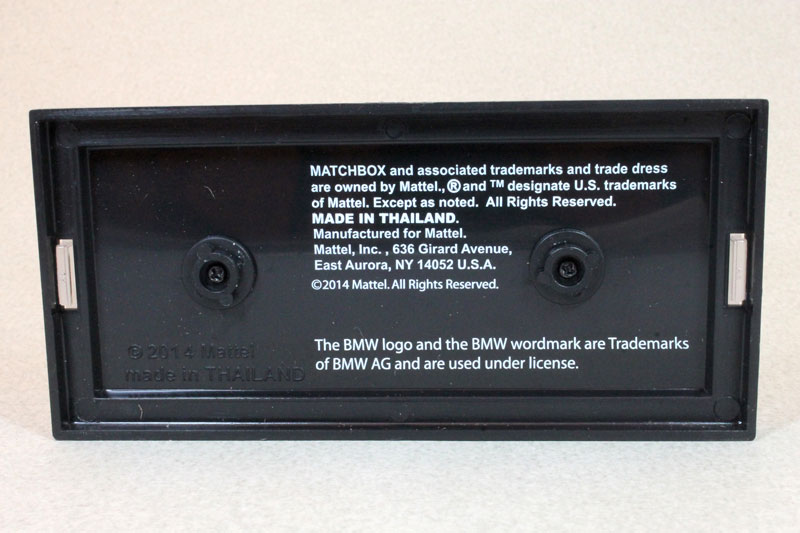 MATCHBOX and associated trademarks and trade dress
are owned by Mattel.,® and ™ designate U.S. trademarks
of Mattel. Except as noted.  All Rights Reserved.
MADE IN THAILAND.
Manufactured for Mattel.
Mattel, Inc. , 636 Girard Avenue,
East Aurora, NY 14052 U.S.A.
©2014 Mattel. All Rights Reserved.
The BMW logo and the BMW wordmark are Trademarks
of BMW AG and are used under license.
© 2014 Mattel
made in THAILAND